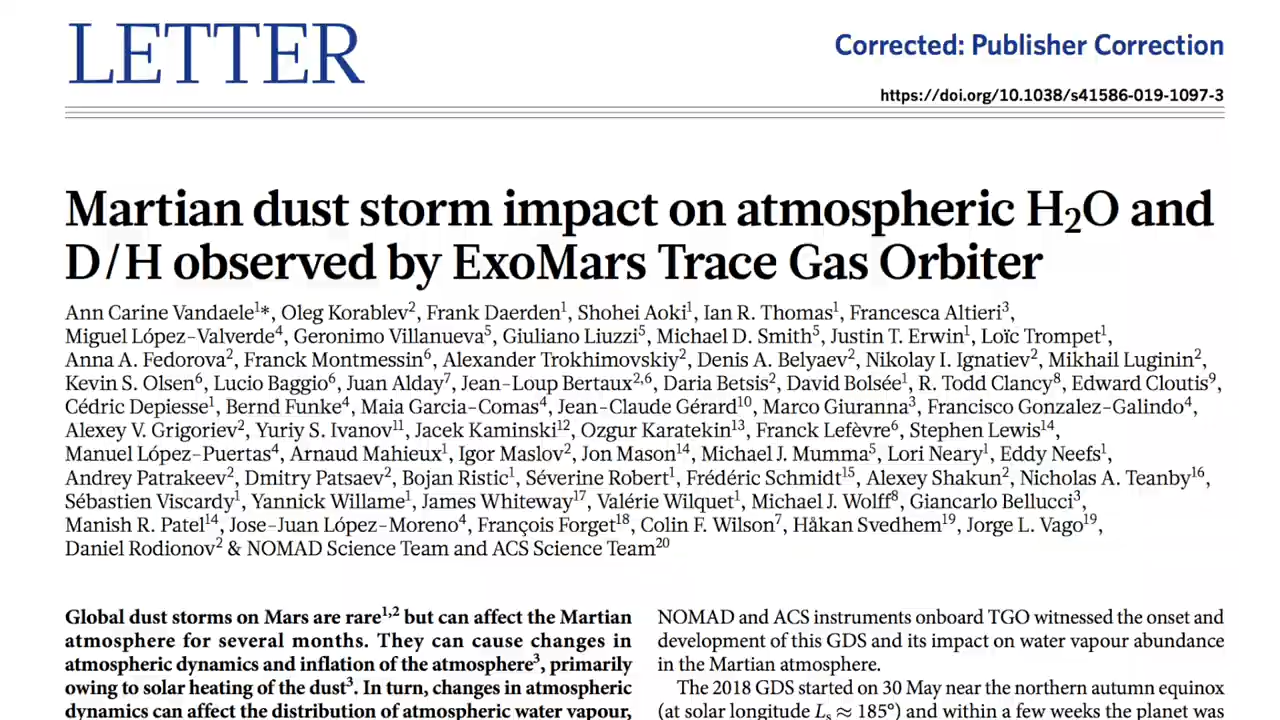 LETTER
Corrected: Publisher Correction
https://doi.org/10.1038/s41586-019-1097-3
Martian dust storm impact on atmospheric H₂O and
D/H observed by ExoMars Trace Gas Orbiter
Ann Carine Vandaele¹*, Oleg Korablev², Frank Daerden¹, Shohei Aoki¹, Ian R. Thomas¹, Francesca Altieri³,
Miguel López-Valverde⁴, Geronimo Villanueva⁵, Giuliano Liuzzi⁵, Michael D. Smith⁵, Justin T. Erwin¹, Loïc Trompet¹,
Anna A. Fedorova², Franck Montmessin⁶, Alexander Trokhimovskiy², Denis A. Belyaev², Nikolay I. Ignatiev², Mikhail Luginin²,
Kevin S. Olsen⁶, Lucio Baggio⁶, Juan Alday⁷, Jean-Loup Bertaux²,⁶, Daria Betsis², David Bolsée¹, R. Todd Clancy⁸, Edward Cloutis⁹,
Cédric Depiesse¹, Bernd Funke⁴, Maia Garcia-Comas⁴, Jean-Claude Gérard¹⁰, Marco Giuranna³, Francisco Gonzalez-Galindo⁴,
Alexey V. Grigoriev², Yuriy S. Ivanov¹¹, Jacek Kaminski¹², Ozgur Karatekin¹³, Franck Lefèvre⁶, Stephen Lewis¹⁴,
Manuel López-Puertas⁴, Arnaud Mahieux¹, Igor Maslov², Jon Mason¹⁴, Michael J. Mumma⁵, Lori Neary¹, Eddy Neefs¹,
Andrey Patrakeev², Dmitry Patsaev², Bojan Ristic¹, Séverine Robert¹, Frédéric Schmidt¹⁵, Alexey Shakun², Nicholas A. Teanby¹⁶,
Sébastien Viscardy¹, Yannick Willame¹, James Whiteway¹⁷, Valérie Wilquet¹, Michael J. Wolff⁸, Giancarlo Bellucci³,
Manish R. Patel¹⁴, Jose-Juan López-Moreno⁴, François Forget¹⁸, Colin F. Wilson⁷, Håkan Svedhem¹⁹, Jorge L. Vago¹⁹,
Daniel Rodionov² & NOMAD Science Team and ACS Science Team²⁰
Global dust storms on Mars are rare¹,² but can affect the Martian
atmosphere for several months. They can cause changes in
atmospheric dynamics and inflation of the atmosphere³, primarily
owing to solar heating of the dust³. In turn, changes in atmospheric
dynamics can affect the distribution of atmospheric water vapour,
NOMAD and ACS instruments onboard TGO witnessed the onset and
development of this GDS and its impact on water vapour abundance
in the Martian atmosphere.
The 2018 GDS started on 30 May near the northern autumn equinox
(at solar longitude Ls ≈ 185°) and within a few weeks the planet was